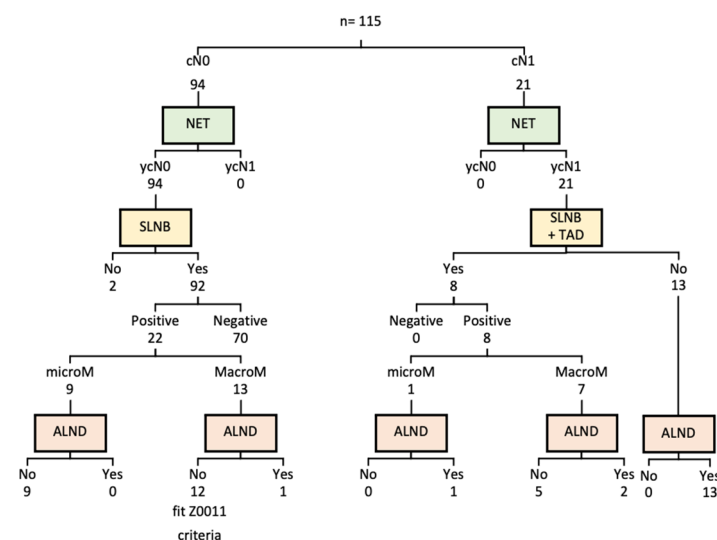 n= 115
cN0 cN1
94 21
NET NET
ycN0 ycN1 ycN0 ycN1
94 0 0 21
SLNB SLNB
+ TAD
No Yes Yes No
2 92 8 13
Positive Negative Negative Positive
22 70 0 8
microM MacroM microM MacroM
9 13 1 7
ALND ALND ALND ALND ALND
No Yes No Yes No Yes No Yes No Yes
9 0 12 1 0 1 5 2 0 13
fit Z0011
criteria